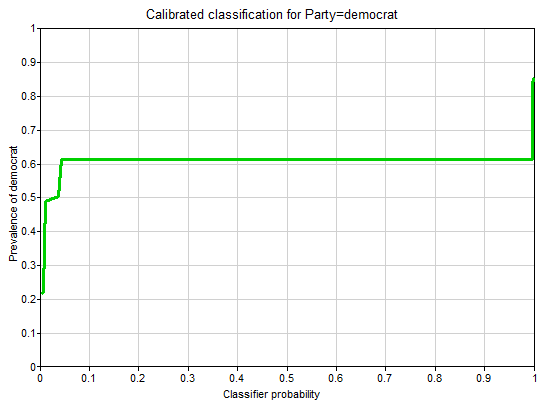 Calibrated classification for Party=democrat
1
0.9
0.8
0.7
0.6
0.5
0.4
0.3
0.2
0.1
0
Prevalence of democrat
0 0.1 0.2 0.3 0.4 0.5 0.6 0.7 0.8 0.9 1
Classifier probability